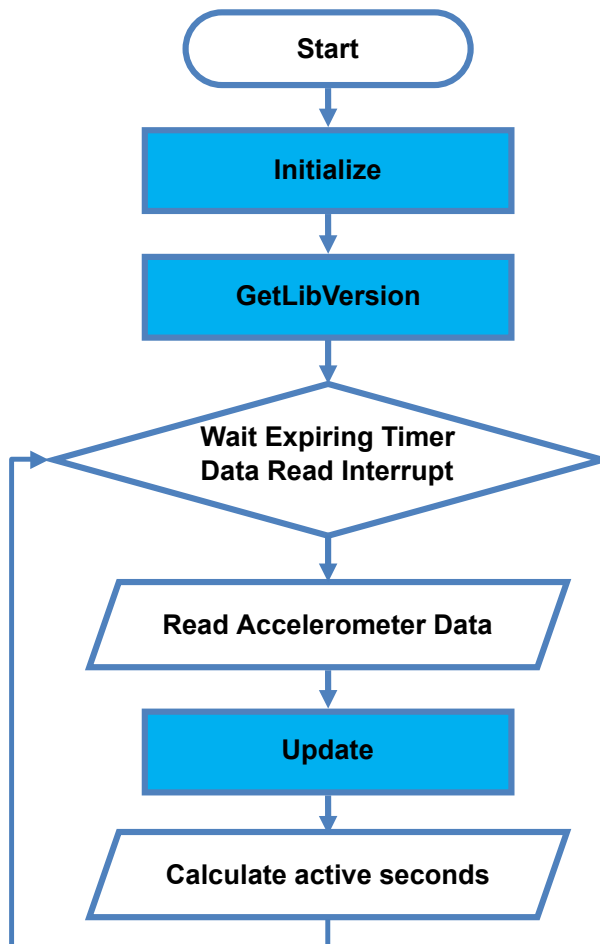 Start
Initialize
GetLibVersion
Wait Expiring Timer
Data Read Interrupt
Read Accelerometer Data
Update
Calculate active seconds